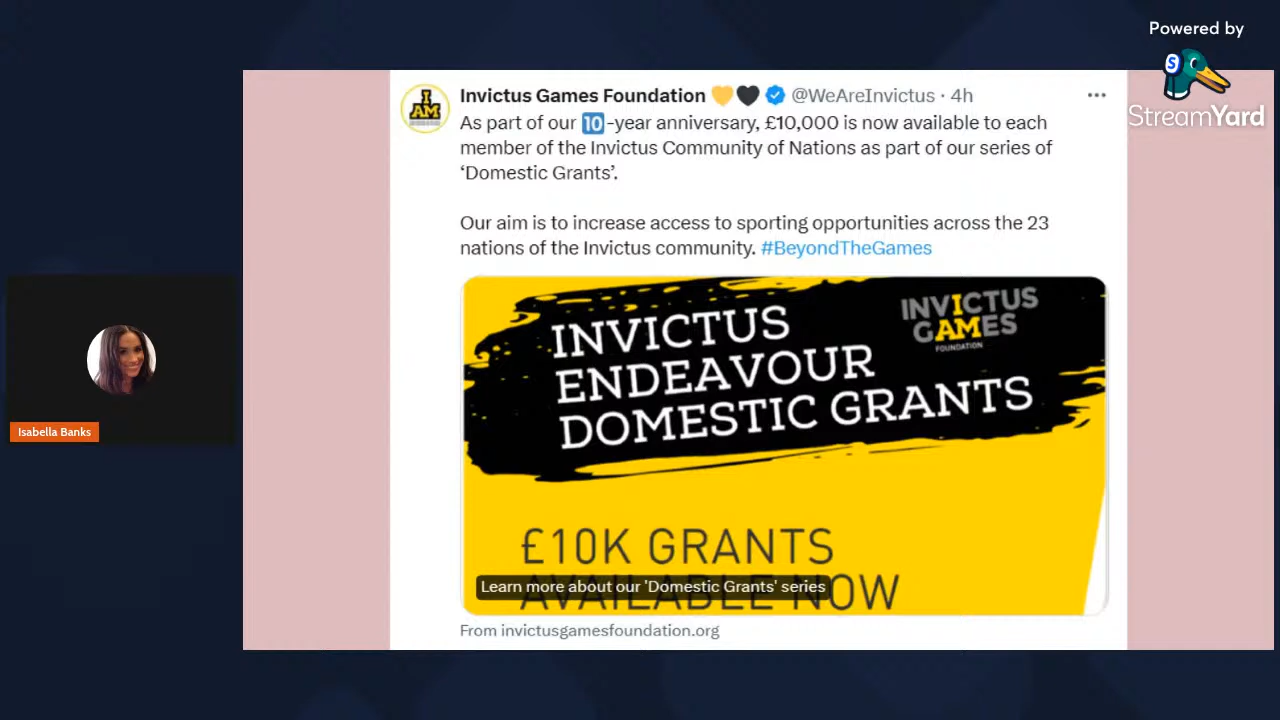 Powered by
StreamYard
Invictus Games Foundation 💛🖤 @WeAreInvictus · 4h
As part of our 🔟-year anniversary, £10,000 is now available to each
member of the Invictus Community of Nations as part of our series of
‘Domestic Grants’.
Our aim is to increase access to sporting opportunities across the 23
nations of the Invictus community. #BeyondTheGames
I AM
INVICTUS
GAMES
FOUNDATION
INVICTUS
ENDEAVOUR
DOMESTIC GRANTS
£10K GRANTS
AVAILABLE NOW
Learn more about our 'Domestic Grants' series
From invictusgamesfoundation.org
Isabella Banks